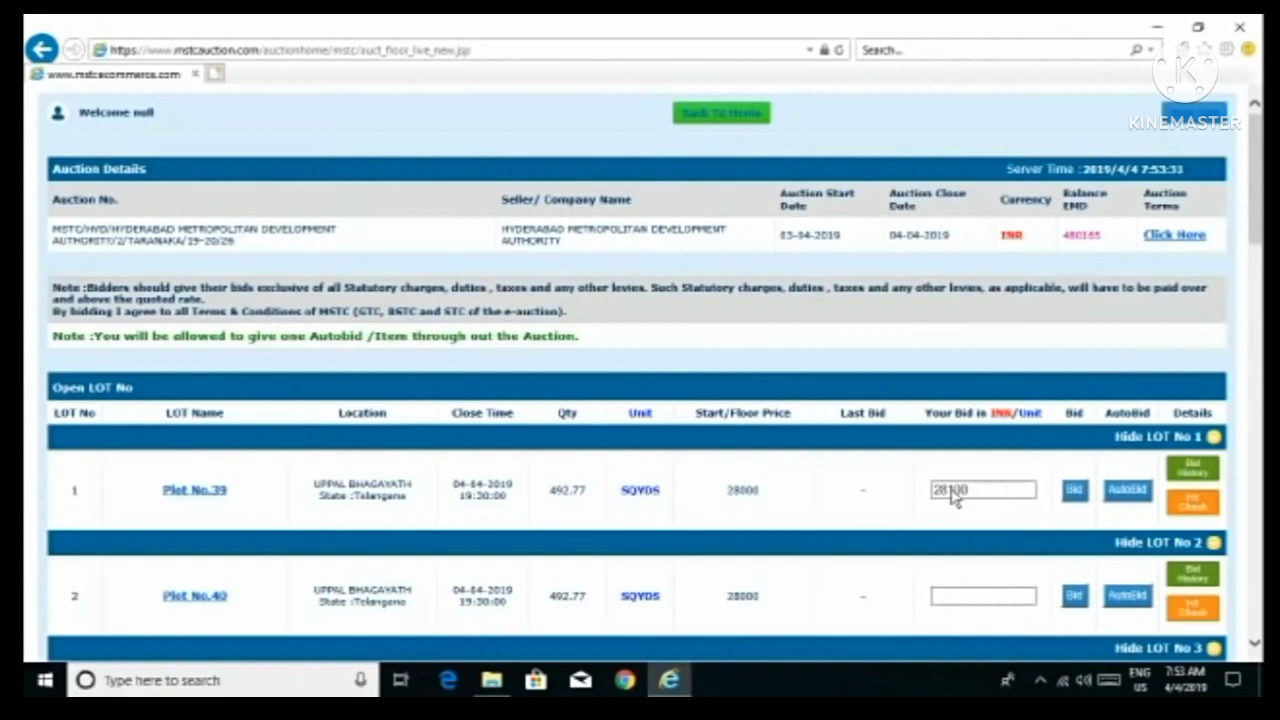 https://www.mstcauction.com/auctionhome/mstc/auct_floor_live_new.jsp
Search...
www.mstcecommerce.com
K
KINEMASTER
Welcome null
Back To Home
Auction Details
Server Time : 2019/4/4 7:53:33
Auction No.
Seller/ Company Name
Auction Start Date
Auction Close Date
Currency
Balance EMD
Auction Terms
MSTC/HYD/HYDERABAD METROPOLITAN DEVELOPMENT
AUTHORITY/2/TARANAKA/19-20/26
HYDERABAD METROPOLITAN DEVELOPMENT
AUTHORITY
03-04-2019
04-04-2019
INR
480165
Click Here
Note :Bidders should give their bids exclusive of all Statutory charges, duties , taxes and any other levies. Such Statutory charges, duties , taxes and any other levies, as applicable, will have to be paid over
and above the quoted rate.
By bidding I agree to all Terms & Conditions of MSTC (GTC, BSTC and STC of the e-auction).
Note :You will be allowed to give one Autobid /Item through out the Auction.
Open LOT No
LOT No LOT Name Location Close Time Qty Unit Start/Floor Price Last Bid Your Bid in INR/Unit Bid AutoBid Details
Hide LOT No 1
1 Plot No.39 UPPAL BHAGAYATH State :Telangana 04-04-2019 19:30:00 492.77 SQYDS 28000 - 28100 Bid AutoBid
Bid History
Hide LOT No 2
2 Plot No.40 UPPAL BHAGAYATH State :Telangana 04-04-2019 19:30:00 492.77 SQYDS 28000 - Bid AutoBid
Bid History
Hide LOT No 3
Type here to search
ENG
US
7:53 AM
4/4/2019